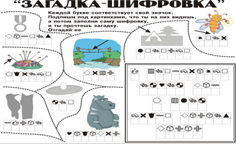 "ЗАГАДКА-ШИФРОВКА"
Каждой букве соответствует свой значок.
Подпиши под картинками, что ты на них видишь,
а потом запиши саму шифровку,
и ты прочтешь загадку.
Отгадай ее